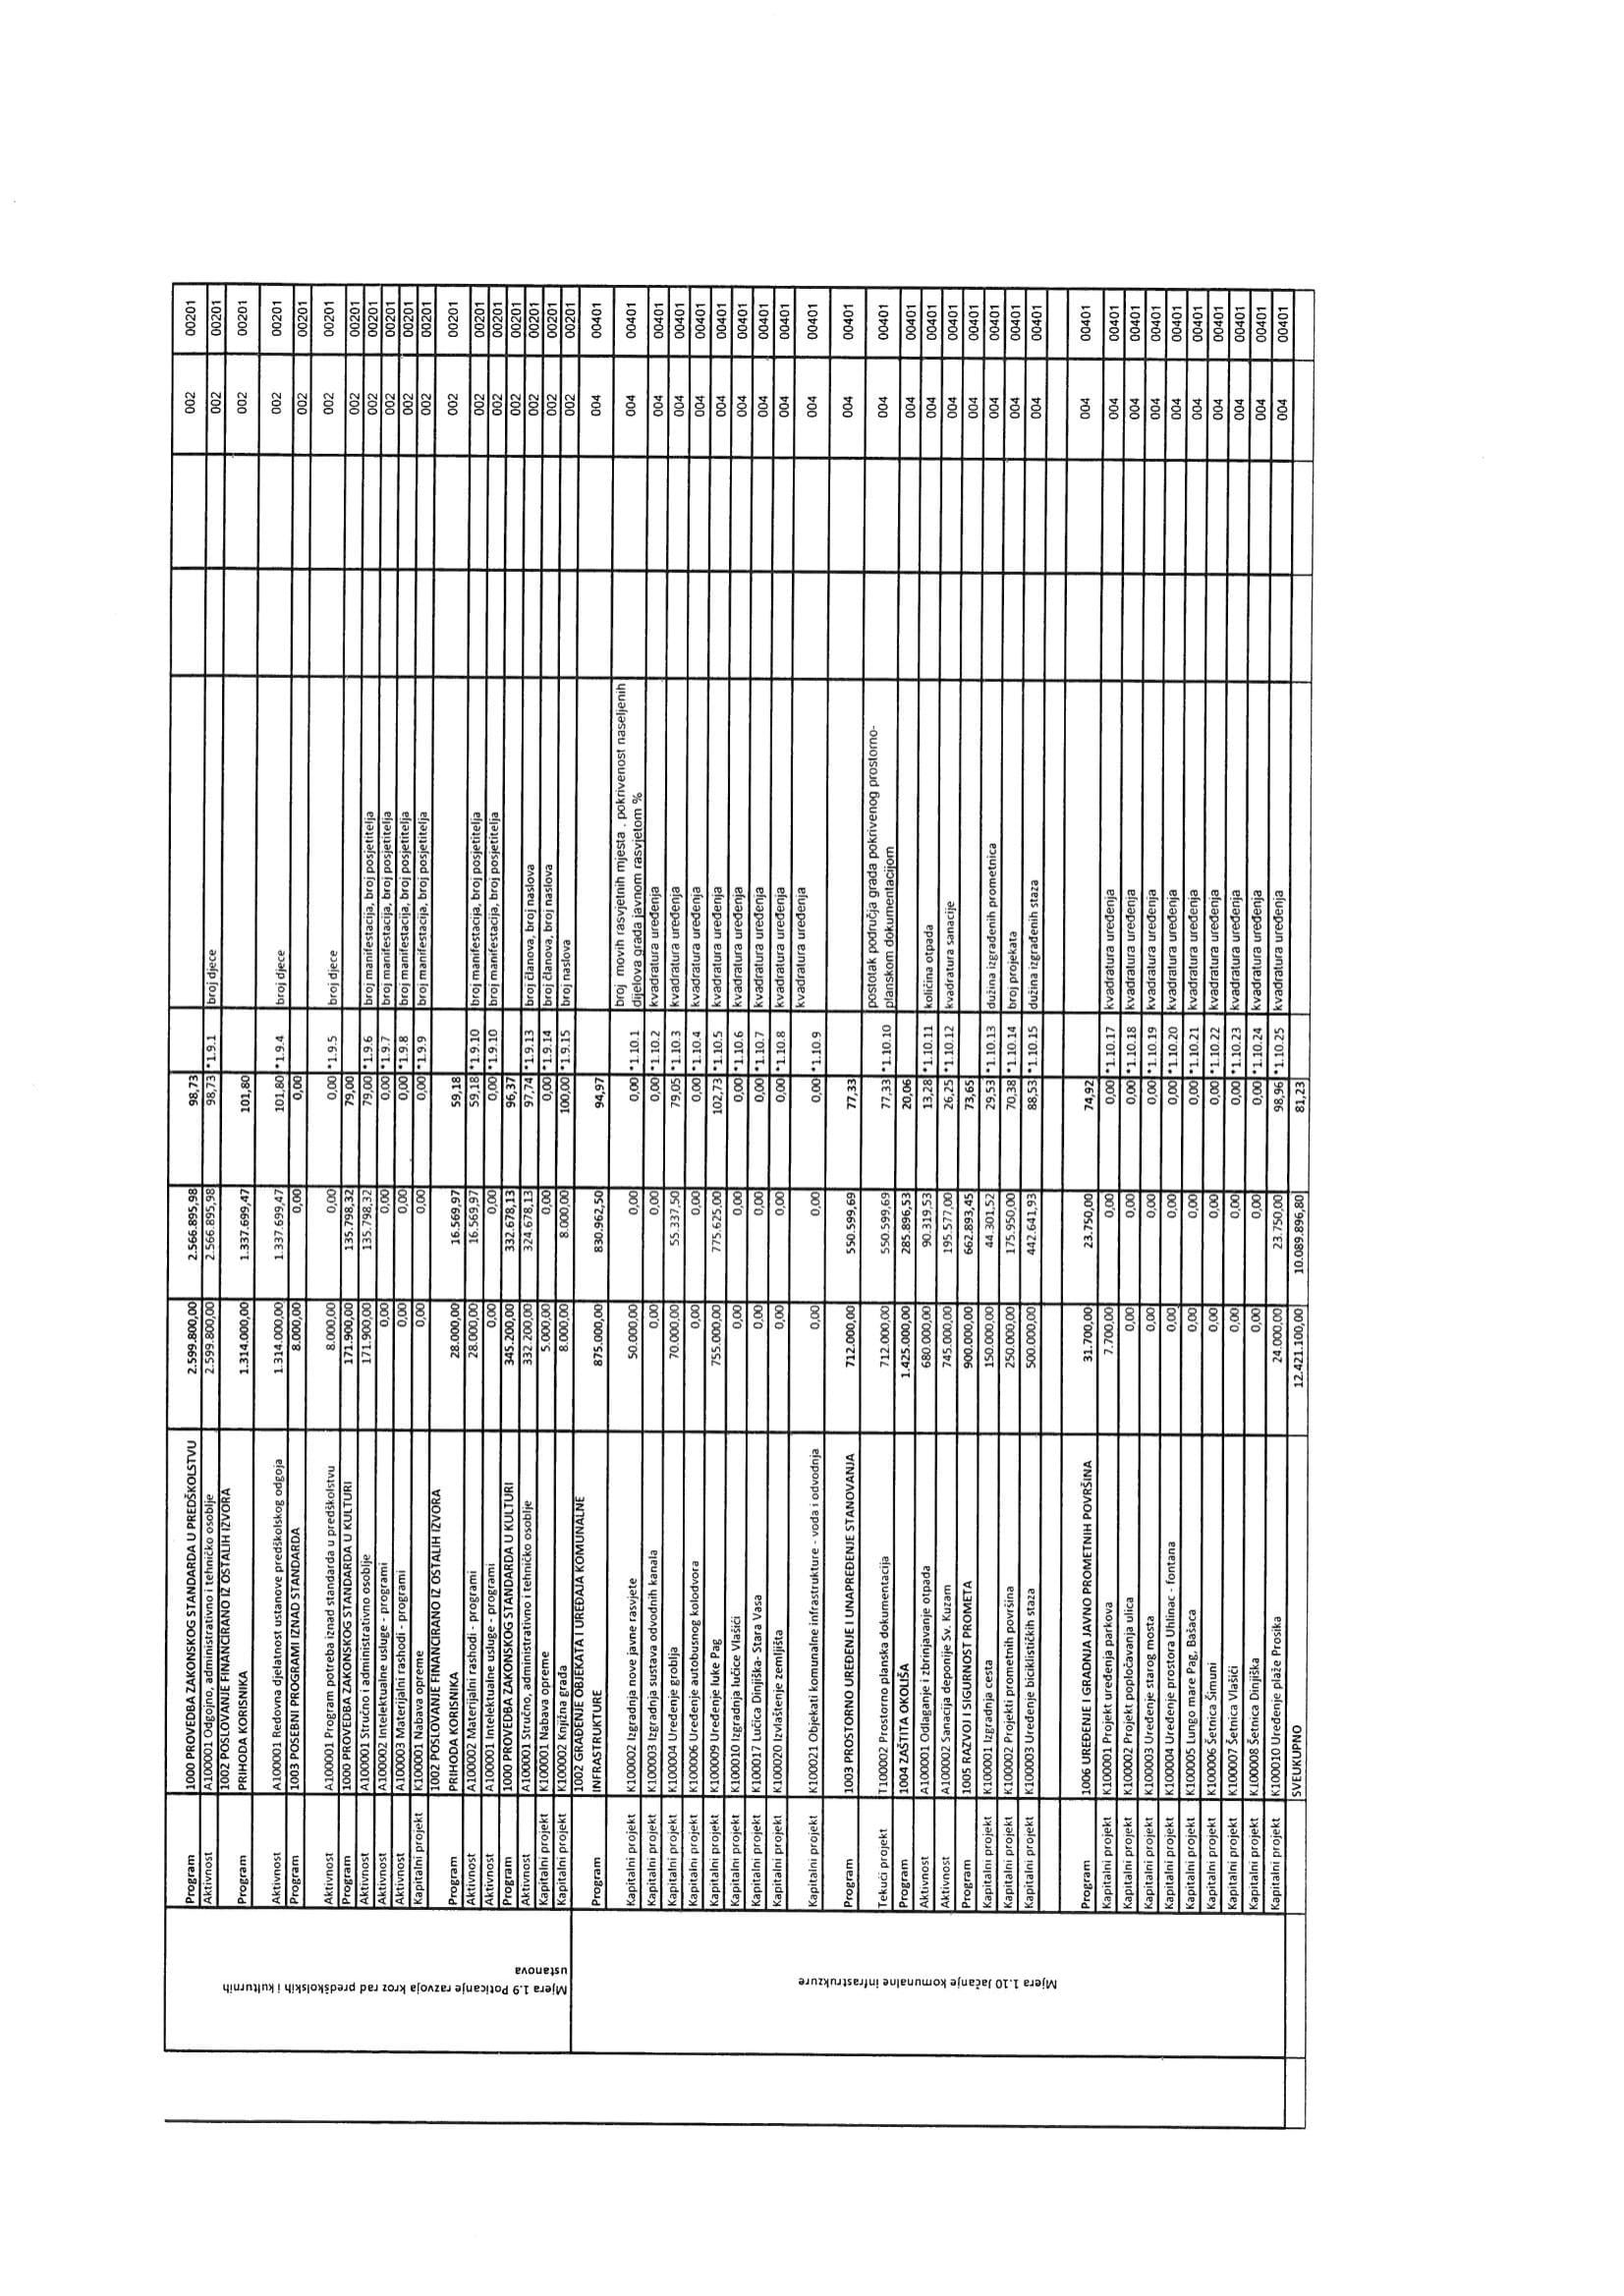 Mjera 1.9 Poticanje razvoja kroz rad predškolskih i kulturnih
ustanova
Program 1000 PROVEDBA ZAKONSKOG STANDARDA U PREDŠKOLSTVU 2.599.800,00 2.566.895,98 98,73 002 00201
Aktivnost A100001 Odgojno, administrativno i tehničko osoblje 2.599.800,00 2.566.895,98 98,73 *1.9.1 broj djece 002 00201
1002 POSLOVANJE FINANCIRANO IZ OSTALIH IZVORA
Program PRIHODA KORISNIKA 1.314.000,00 1.337.699,47 101,80 002 00201
Aktivnost A100001 Redovna djelatnost ustanove predškolskog odgoja 1.314.000,00 1.337.699,47 101,80 *1.9.4 broj djece 002 00201
Program 1003 POSEBNI PROGRAMI IZNAD STANDARDA 8.000,00 0,00 0,00 002 00201
Aktivnost A100001 Program potreba iznad standarda u predškolstvu 8.000,00 0,00 0,00 *1.9.5 broj djece 002 00201
Program 1000 PROVEDBA ZAKONSKOG STANDARDA U KULTURI 171.900,00 135.798,32 79,00 002 00201
Aktivnost A100001 Stručno i administrativno osoblje 171.900,00 135.798,32 79,00 *1.9.6 broj manifestacija, broj posjetitelja 002 00201
Aktivnost A100002 Intelektualne usluge - programi 0,00 0,00 0,00 *1.9.7 broj manifestacija, broj posjetitelja 002 00201
Aktivnost A100003 Materijalni rashodi - programi 0,00 0,00 0,00 *1.9.8 broj manifestacija, broj posjetitelja 002 00201
Kapitalni projekt K100001 Nabava opreme 0,00 0,00 0,00 *1.9.9 broj manifestacija, broj posjetitelja 002 00201
1002 POSLOVANJE FINANCIRANO IZ OSTALIH IZVORA
Program PRIHODA KORISNIKA 28.000,00 16.569,97 59,18 002 00201
Aktivnost A100002 Materijalni rashodi - programi 28.000,00 16.569,97 59,18 *1.9.10 broj manifestacija, broj posjetitelja 002 00201
Aktivnost A100001 Intelektualne usluge - programi 0,00 0,00 0,00 *1.9.10 broj manifestacija, broj posjetitelja 002 00201
Program 1000 PROVEDBA ZAKONSKOG STANDARDA U KULTURI 345.200,00 332.678,13 96,37 002 00201
Aktivnost A100001 Stručno, administrativno i tehničko osoblje 332.200,00 324.678,13 97,74 *1.9.13 broj članova, broj naslova 002 00201
Kapitalni projekt K100001 Nabava opreme 5.000,00 0,00 0,00 *1.9.14 broj članova, broj naslova 002 00201
Kapitalni projekt K100002 Knjižna građa 8.000,00 8.000,00 100,00 *1.9.15 broj naslova 002 00201
Mjera 1.10 Jačanje komunalne infrastrukzure
1002 GRAĐENJE OBJEKATA I UREĐAJA KOMUNALNE
Program INFRASTRUKTURE 875.000,00 830.962,50 94,97 004 00401
broj movih rasvjetnih mjesta . pokrivenost naseljenih
Kapitalni projekt K100002 Izgradnja nove javne rasvjete 50.000,00 0,00 0,00 *1.10.1 dijelova grada javnom rasvjetom % 004 00401
Kapitalni projekt K100003 Izgradnja sustava odvodnih kanala 0,00 0,00 0,00 *1.10.2 kvadratura uređenja 004 00401
Kapitalni projekt K100004 Uređenje groblja 70.000,00 55.337,50 79,05 *1.10.3 kvadratura uređenja 004 00401
Kapitalni projekt K100006 Uređenje autobusnog kolodvora 0,00 0,00 0,00 *1.10.4 kvadratura uređenja 004 00401
Kapitalni projekt K100009 Uređenje luke Pag 755.000,00 775.625,00 102,73 *1.10.5 kvadratura uređenja 004 00401
Kapitalni projekt K100010 Izgradnja lučice Vlašići 0,00 0,00 0,00 *1.10.6 kvadratura uređenja 004 00401
Kapitalni projekt K100017 Lučica Dinjiška- Stara Vasa 0,00 0,00 0,00 *1.10.7 kvadratura uređenja 004 00401
Kapitalni projekt K100020 Izvlaštenje zemljišta 0,00 0,00 0,00 *1.10.8 kvadratura uređenja 004 00401
Kapitalni projekt K100021 Objekati komunalne infrastrukture - voda i odvodnja 0,00 0,00 0,00 *1.10.9 kvadratura uređenja 004 00401
Program 1003 PROSTORNO UREĐENJE I UNAPREĐENJE STANOVANJA 712.000,00 550.599,69 77,33 004 00401
postotak područja grada pokrivenog prostorno-
Tekući projekt T100002 Prostorno planska dokumentacija 712.000,00 550.599,69 77,33 *1.10.10 planskom dokumentacijom 004 00401
Program 1004 ZAŠTITA OKOLIŠA 1.425.000,00 285.896,53 20,06 004 00401
Aktivnost A100001 Odlaganje i zbrinjavanje otpada 680.000,00 90.319,53 13,28 *1.10.11 količina otpada 004 00401
Aktivnost A100002 Sanacija deponije Sv. Kuzam 745.000,00 195.577,00 26,25 *1.10.12 kvadratura sanacije 004 00401
Program 1005 RAZVOJ I SIGURNOST PROMETA 900.000,00 662.893,45 73,65 004 00401
Kapitalni projekt K100001 Izgradnja cesta 150.000,00 44.301,52 29,53 *1.10.13 dužina izgrađenih prometnica 004 00401
Kapitalni projekt K100002 Projekti prometnih površina 250.000,00 175.950,00 70,38 *1.10.14 broj projekata 004 00401
Kapitalni projekt K100003 Uređenje biciklističkih staza 500.000,00 442.641,93 88,53 *1.10.15 dužina izgrađenih staza 004 00401
Program 1006 UREĐENJE I GRADNJA JAVNO PROMETNIH POVRŠINA 31.700,00 23.750,00 74,92 004 00401
Kapitalni projekt K100001 Projekt uređenja parkova 7.700,00 0,00 0,00 *1.10.17 kvadratura uređenja 004 00401
Kapitalni projekt K100002 Projekt popločavanja ulica 0,00 0,00 0,00 *1.10.18 kvadratura uređenja 004 00401
Kapitalni projekt K100003 Uređenje starog mosta 0,00 0,00 0,00 *1.10.19 kvadratura uređenja 004 00401
Kapitalni projekt K100004 Uređenje prostora Uhlinac - fontana 0,00 0,00 0,00 *1.10.20 kvadratura uređenja 004 00401
Kapitalni projekt K100005 Lungo mare Pag, Bašaca 0,00 0,00 0,00 *1.10.21 kvadratura uređenja 004 00401
Kapitalni projekt K100006 Šetnica Šimuni 0,00 0,00 0,00 *1.10.22 kvadratura uređenja 004 00401
Kapitalni projekt K100007 Šetnica Vlašići 0,00 0,00 0,00 *1.10.23 kvadratura uređenja 004 00401
Kapitalni projekt K100008 Šetnica Dinjiška 0,00 0,00 0,00 *1.10.24 kvadratura uređenja 004 00401
Kapitalni projekt K100010 Uređenje plaže Prosika 24.000,00 23.750,00 98,96 *1.10.25 kvadratura uređenja 004 00401
SVEUKUPNO 12.421.100,00 10.089.896,80 81,23